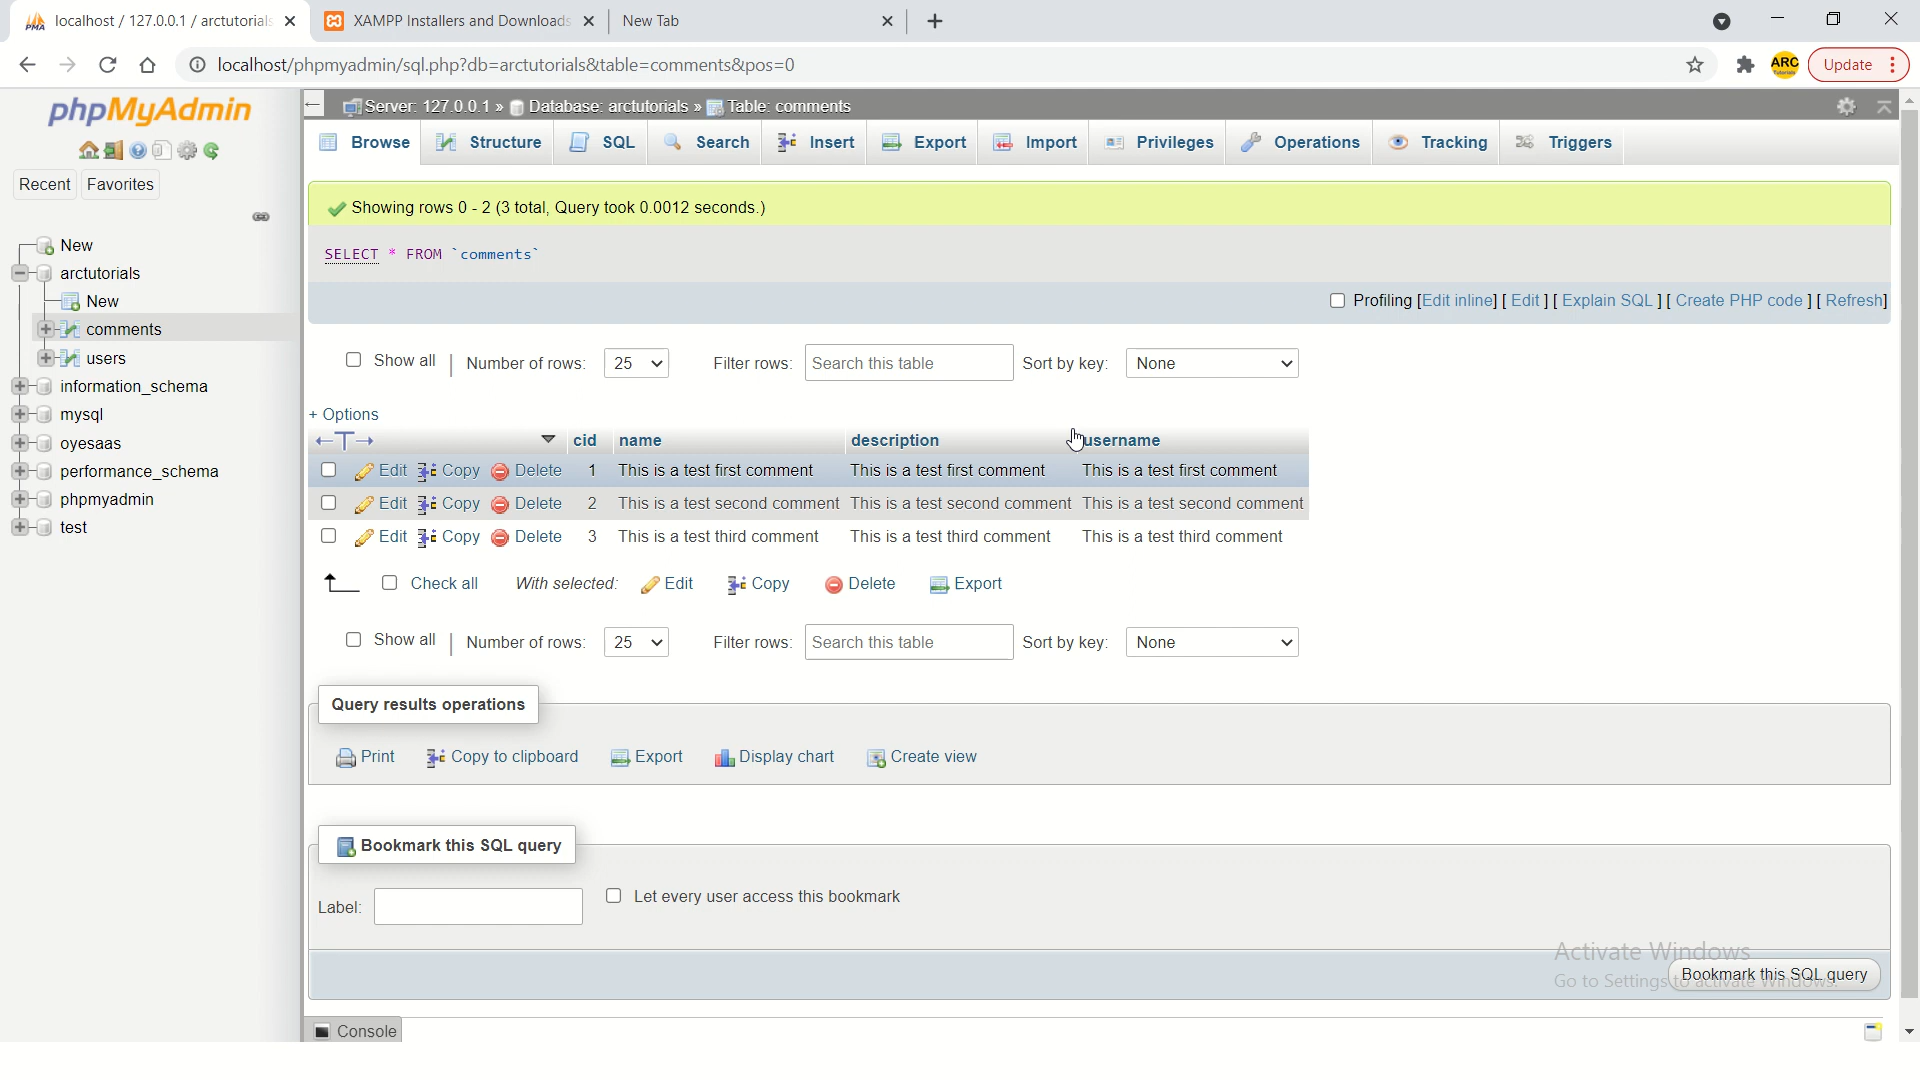 localhost / 127.0.0.1 / arctutorials
XAMPP Installers and Downloads
New Tab
localhost/phpmyadmin/sql.php?db=arctutorials&table=comments&pos=0
ARC
Update
phpMyAdmin
Recent Favorites
New
arctutorials
New
comments
users
information_schema
mysql
oyesaas
performance_schema
phpmyadmin
test
Server: 127.0.0.1 » Database: arctutorials » Table: comments
Browse Structure SQL Search Insert Export Import Privileges Operations Tracking Triggers
Showing rows 0 - 2 (3 total, Query took 0.0012 seconds.)
SELECT * FROM `comments`
Profiling [Edit inline] [ Edit ] [ Explain SQL ] [ Create PHP code ] [ Refresh]
Show all | Number of rows: 25 Filter rows: Search this table Sort by key: None
+ Options
←T→ cid name description username
Edit Copy Delete 1 This is a test first comment This is a test first comment This is a test first comment
Edit Copy Delete 2 This is a test second comment This is a test second comment This is a test second comment
Edit Copy Delete 3 This is a test third comment This is a test third comment This is a test third comment
Check all With selected: Edit Copy Delete Export
Show all | Number of rows: 25 Filter rows: Search this table Sort by key: None
Query results operations
Print Copy to clipboard Export Display chart Create view
Bookmark this SQL query
Label: Let every user access this bookmark
Activate Windows
Go to Settings to activate Windows.
Bookmark this SQL query
Console